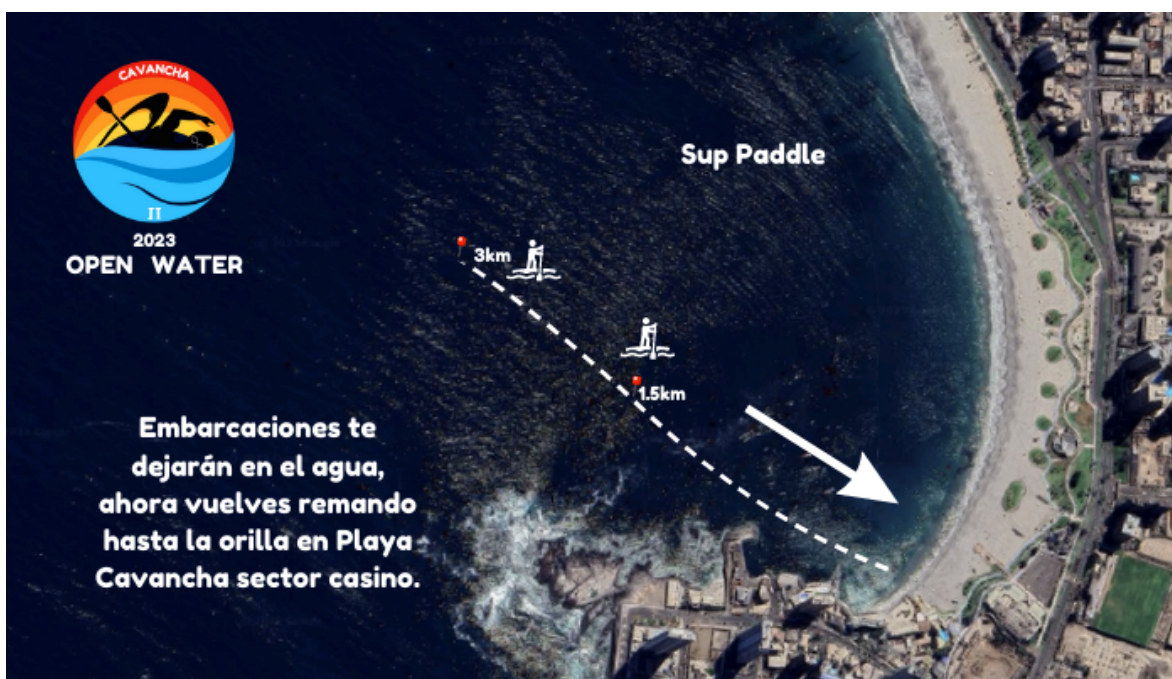 CAVANCHA
II
2023
OPEN WATER
Sup Paddle
3km
1.5km
Embarcaciones te
dejarán en el agua,
ahora vuelves remando
hasta la orilla en Playa
Cavancha sector casino.